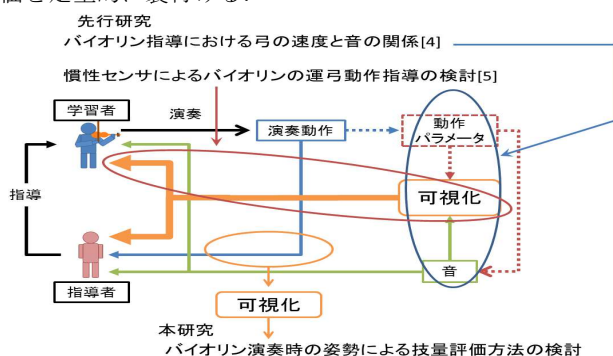 先行研究
バイオリン指導における弓の速度と音の関係[4]
慣性センサによるバイオリンの運弓動作指導の検討[5]
学習者
演奏
演奏動作
動作
パラメータ
指導
可視化
音
指導者
可視化
本研究
バイオリン演奏時の姿勢による技量評価方法の検討